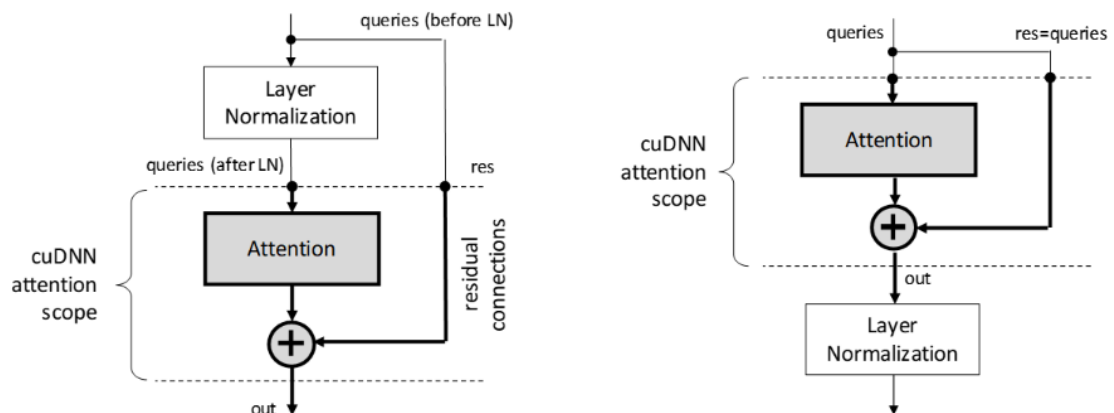 queries (before LN)
Layer
Normalization
queries (after LN)
res
cuDNN
attention
scope
Attention
residual
connections
+
out
queries
res=queries
cuDNN
attention
scope
Attention
+
out
Layer
Normalization